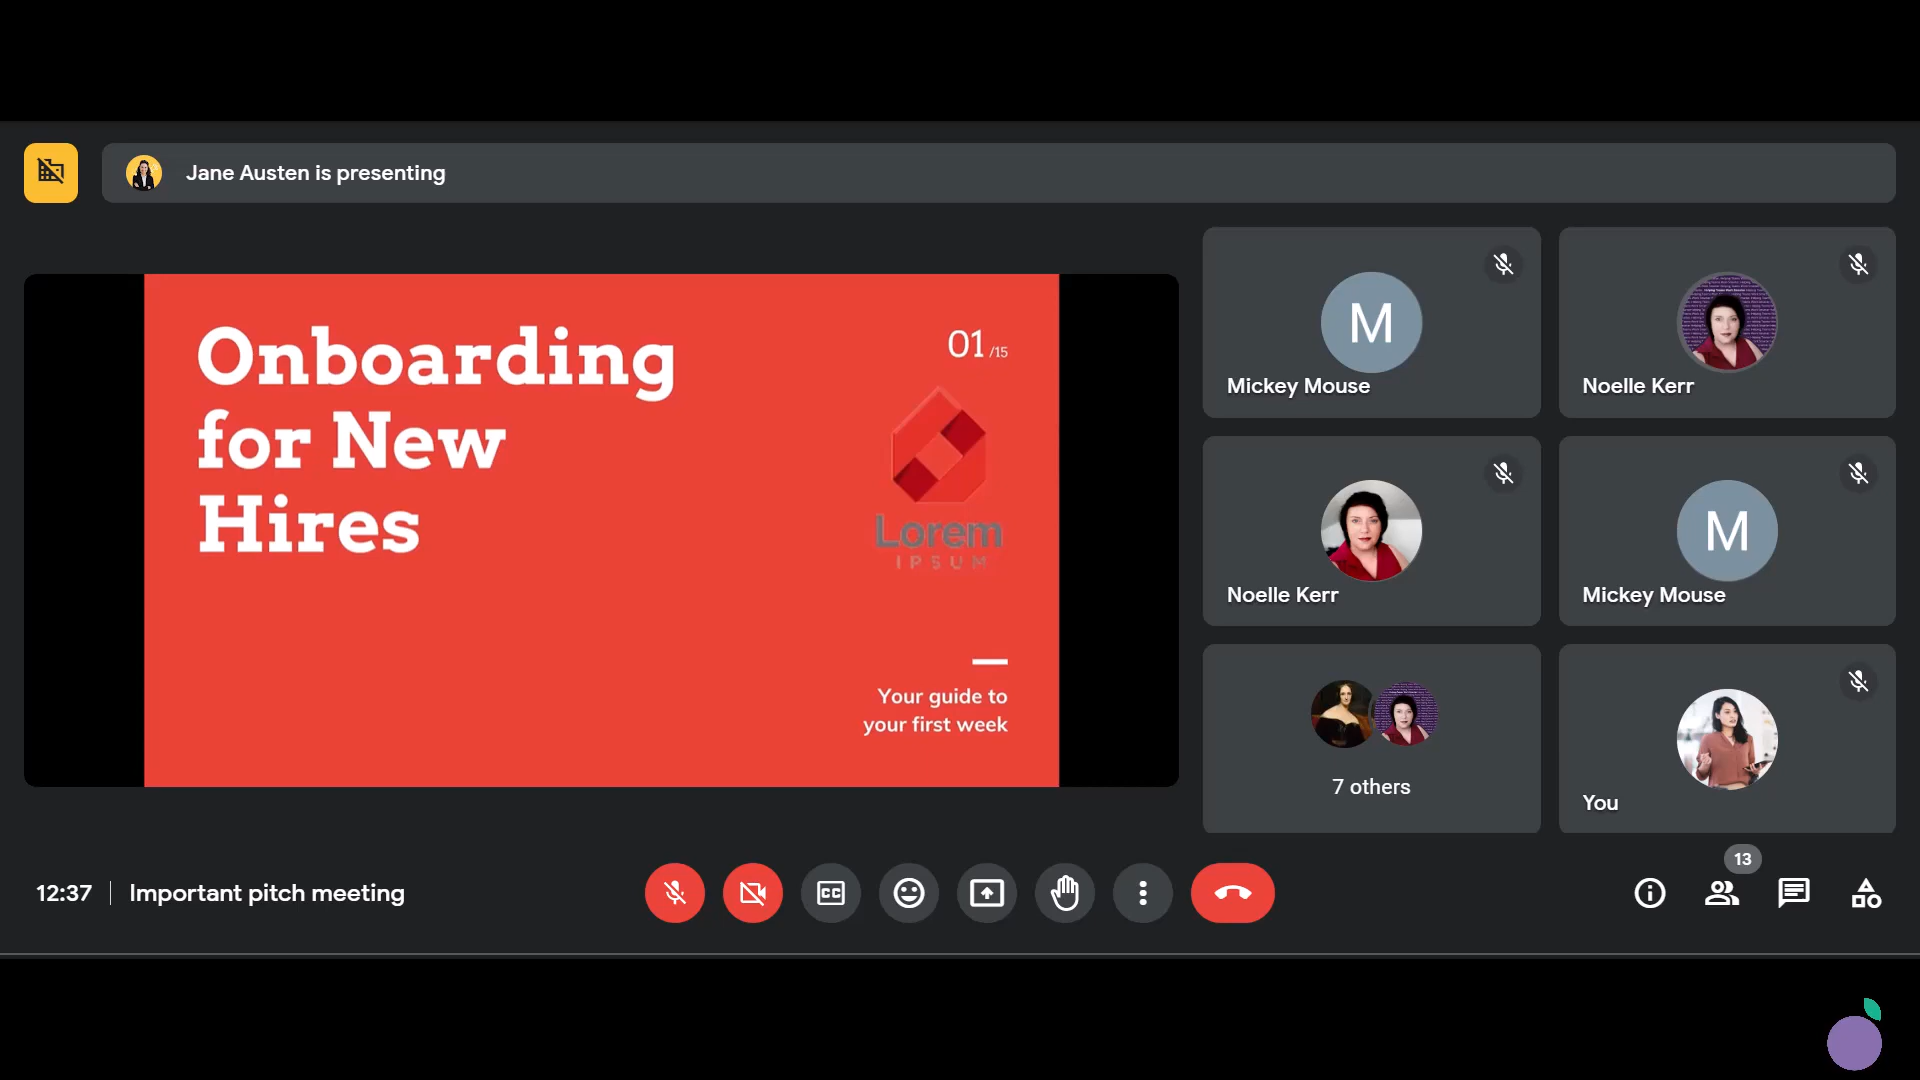 Jane Austen is presenting
Onboarding
for New
Hires
01 /15
Lorem
IPSUM
Your guide to
your first week
M
Mickey Mouse
Noelle Kerr
Noelle Kerr
M
Mickey Mouse
7 others
You
12:37 Important pitch meeting
CC
13